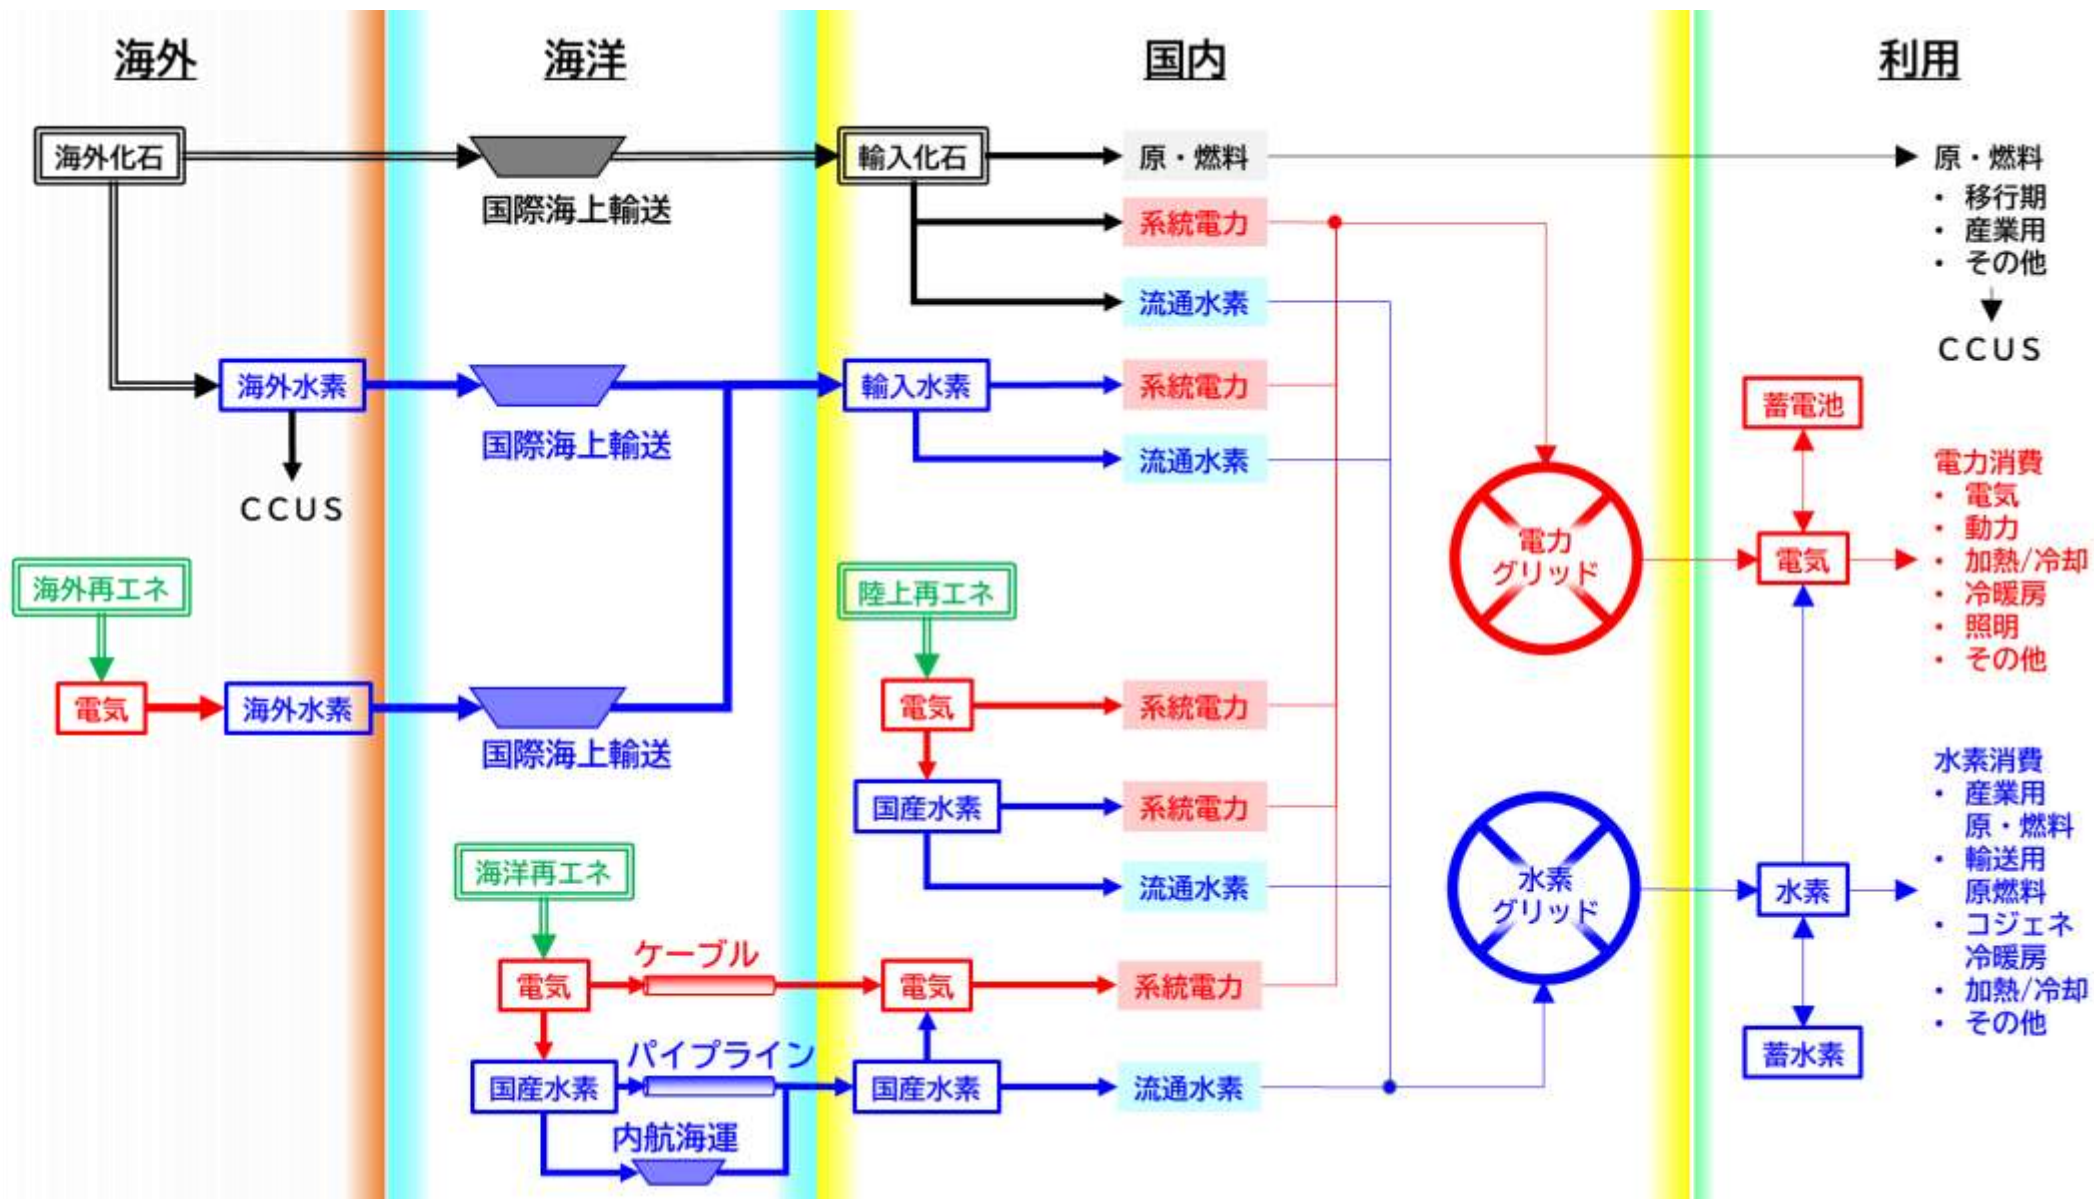 海外
海洋
国内
利用
海外化石
国際海上輸送
輸入化石
原・燃料
系統電力
流通水素
原・燃料
・ 移行期
・ 産業用
・ その他
CCUS
海外水素
CCUS
国際海上輸送
輸入水素
系統電力
流通水素
海外再エネ
電気
海外水素
国際海上輸送
陸上再エネ
電気
系統電力
国産水素
系統電力
流通水素
海洋再エネ
電気
ケーブル
電気
系統電力
国産水素
パイプライン
内航海運
国産水素
流通水素
電力
グリッド
水素
グリッド
蓄電池
電気
電力消費
・ 電気
・ 動力
・ 加熱/冷却
・ 冷暖房
・ 照明
・ その他
水素
蓄水素
水素消費
・ 産業用
原・燃料
・ 輸送用
原燃料
・ コジェネ
冷暖房
・ 加熱/冷却
・ その他